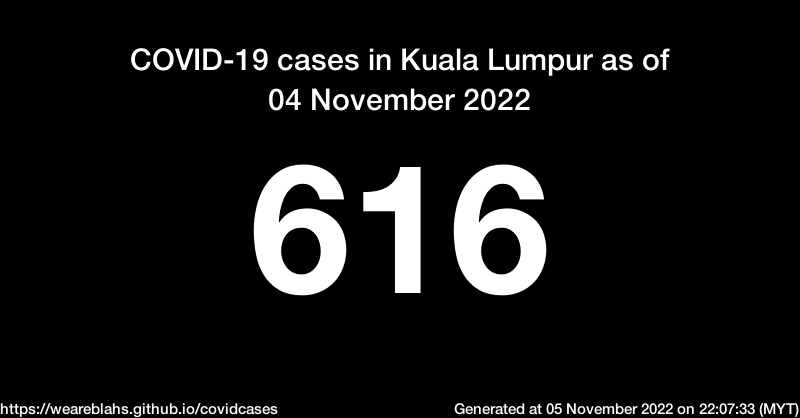 COVID-19 cases in Kuala Lumpur as of
04 November 2022
616
https://weareblahs.github.io/covidcases
Generated at 05 November 2022 on 22:07:33 (MYT)